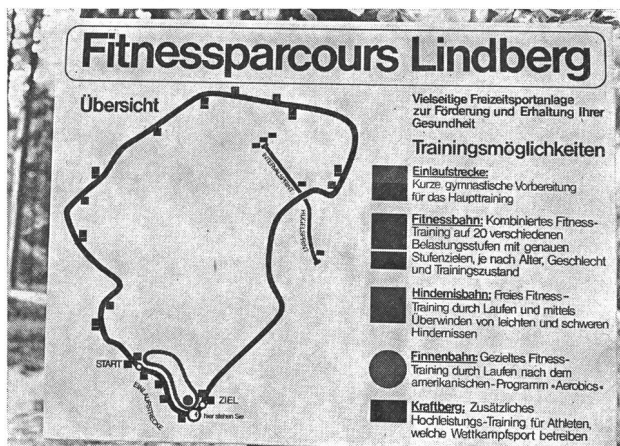 Fitnessparcours Lindberg
Übersicht
Vielseitige Freizeitsportanlage
zur Förderung und Erhaltung Ihrer
Gesundheit
Trainingsmöglichkeiten
Einlaufstrecke:
Kurze gymnastische Vorbereitung
für das Haupttraining
Fitnessbahn: Kombiniertes Fitness-
Training auf 20 verschiedenen
Belastungsstufen mit genauen
Stufenzielen, je nach Alter, Geschlecht
und Trainingszustand
Hindernisbahn: Freies Fitness-
Training durch Laufen und mittels
Überwinden von leichten und schweren
Hindernissen
Finnenbahn: Gezieltes Fitness-
Training durch Laufen nach dem
amerikanischen-Programm «Aerobics»
Kraftberg: Zusätzliches
Hochleistungs-Training für Athleten,
welche Wettkampfsport betreiben
START
EINLAUFSTRECKE
ZIEL
hier stehen Sie